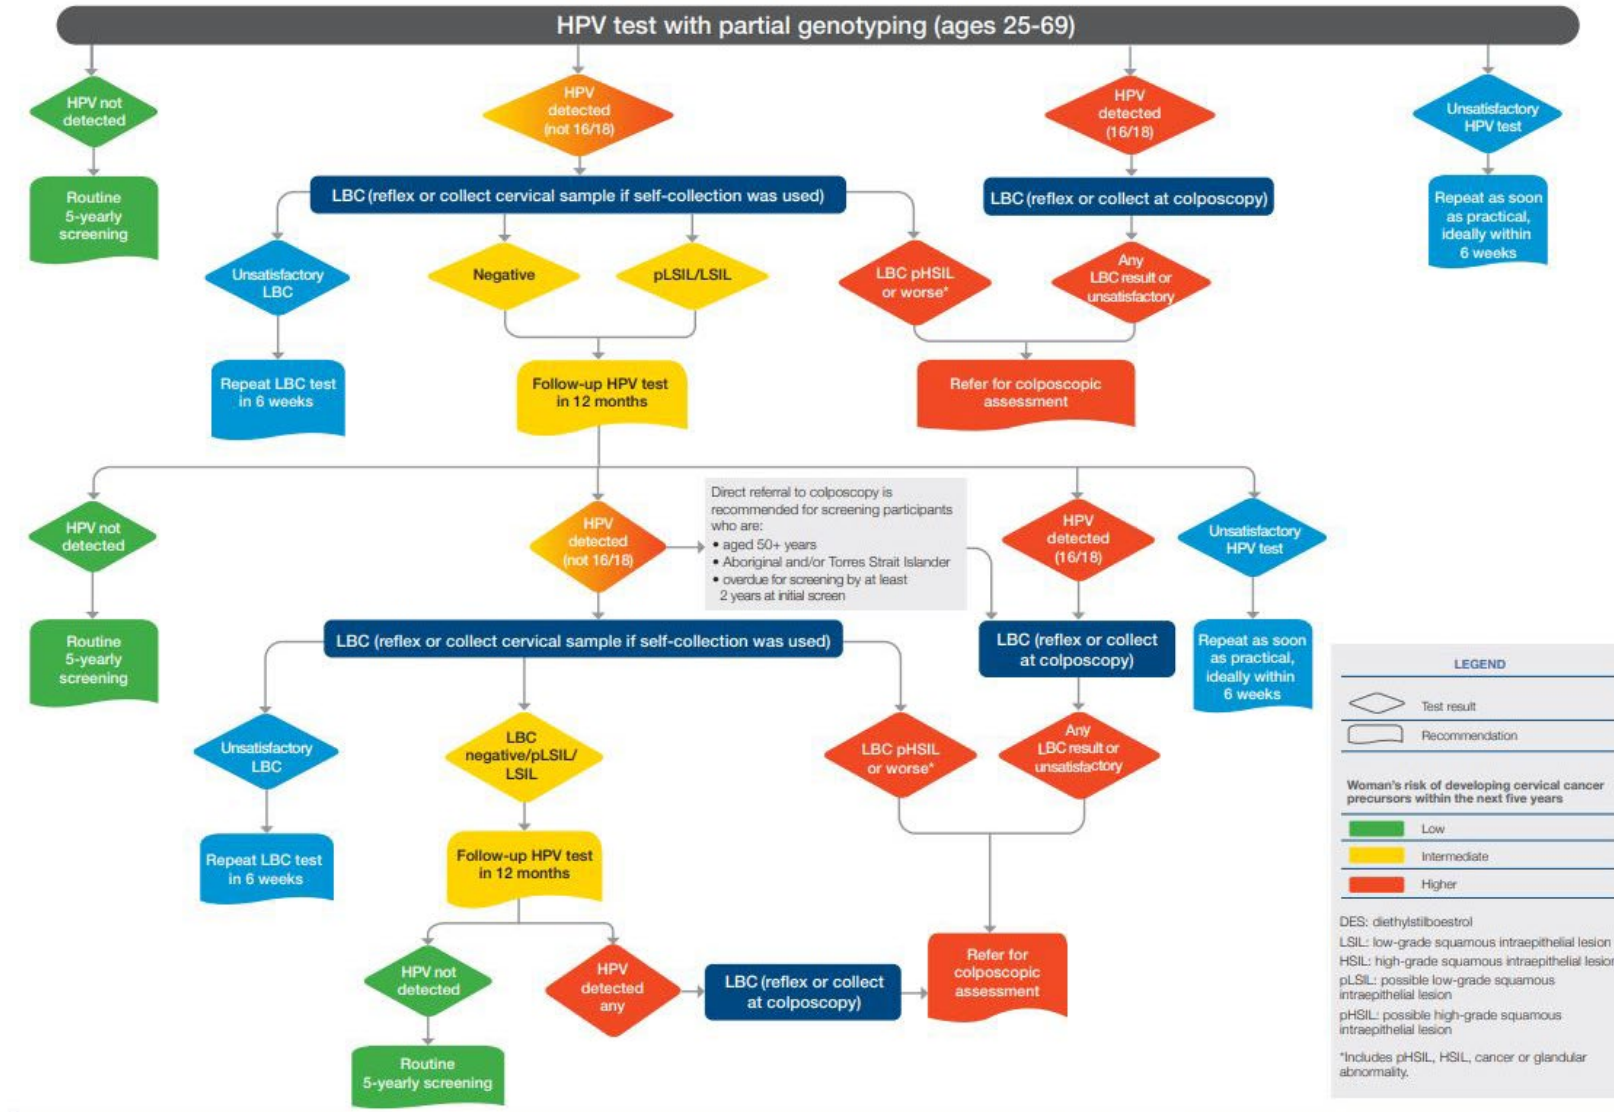 HPV test with partial genotyping (ages 25-69)
HPV not
detected
HPV
detected
(not 16/18)
HPV
detected
(16/18)
Unsatisfactory
HPV test
Routine
5-yearly
screening
LBC (reflex or collect cervical sample if self-collection was used)
LBC (reflex or collect at colposcopy)
Repeat as soon
as practical,
ideally within
6 weeks
Unsatisfactory
LBC
Negative
pLSIL/LSIL
LBC pHSIL
or worse*
Any
LBC result or
unsatisfactory
Repeat LBC test
in 6 weeks
Follow-up HPV test
in 12 months
Refer for colposcopic
assessment
HPV not
detected
HPV
detected
(not 16/18)
Direct referral to colposcopy is
recommended for screening participants
who are:
• aged 50+ years
• Aboriginal and/or Torres Strait Islander
• overdue for screening by at least
2 years at initial screen
HPV
detected
(16/18)
Unsatisfactory
HPV test
Routine
5-yearly
screening
LBC (reflex or collect cervical sample if self-collection was used)
LBC (reflex or collect
at colposcopy)
Repeat as soon
as practical,
ideally within
6 weeks
Unsatisfactory
LBC
LBC
negative/pLSIL/
LSIL
LBC pHSIL
or worse*
Any
LBC result or
unsatisfactory
Repeat LBC test
in 6 weeks
Follow-up HPV test
in 12 months
HPV not
detected
HPV
detected
any
LBC (reflex or collect
at colposcopy)
Refer for
colposcopic
assessment
Routine
5-yearly screening
LEGEND
Test result
Recommendation
Woman's risk of developing cervical cancer
precursors within the next five years
Low
Intermediate
Higher
DES: diethylstilboestrol
LSIL: low-grade squamous intraepithelial lesion
HSIL: high-grade squamous intraepithelial lesion
pLSIL: possible low-grade squamous
intraepithelial lesion
pHSIL: possible high-grade squamous
intraepithelial lesion
*Includes pHSIL, HSIL, cancer or glandular
abnormality.